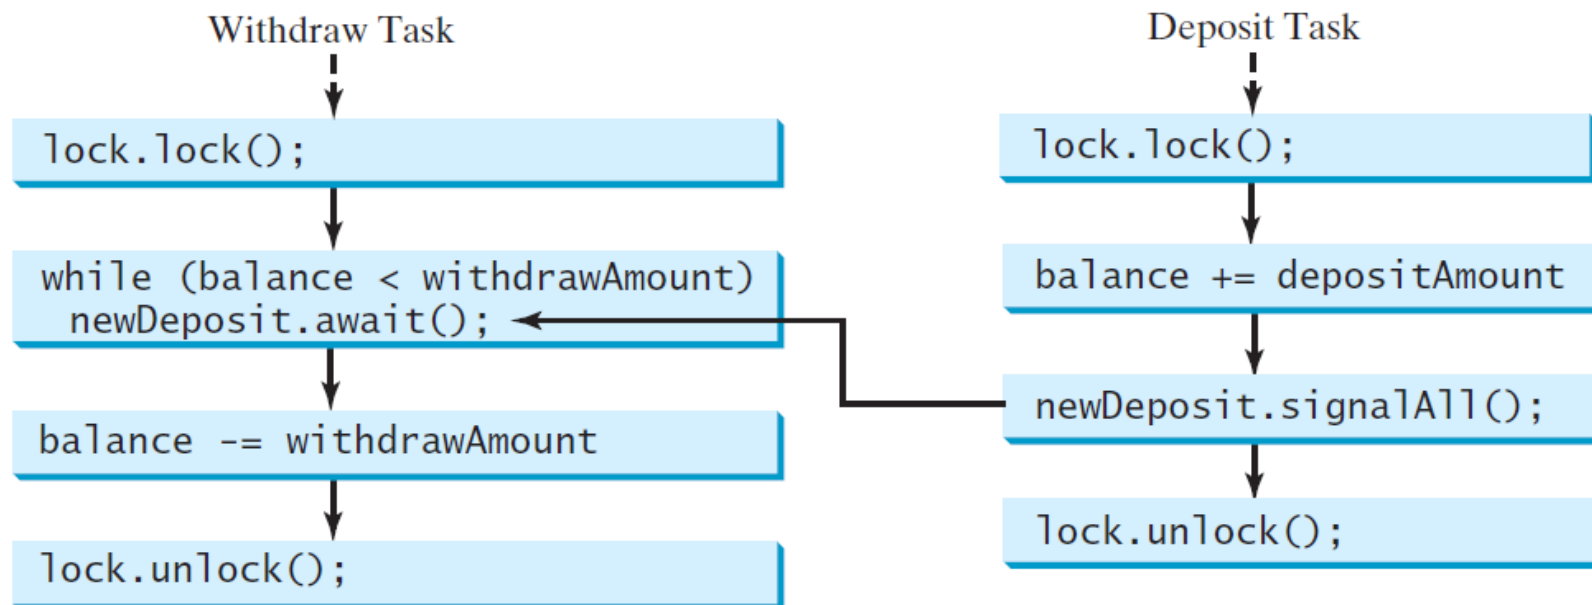 Withdraw Task
lock.lock();
while (balance < withdrawAmount)
newDeposit.await();
balance -= withdrawAmount
lock.unlock();
Deposit Task
lock.lock();
balance += depositAmount
newDeposit.signalAll();
lock.unlock();